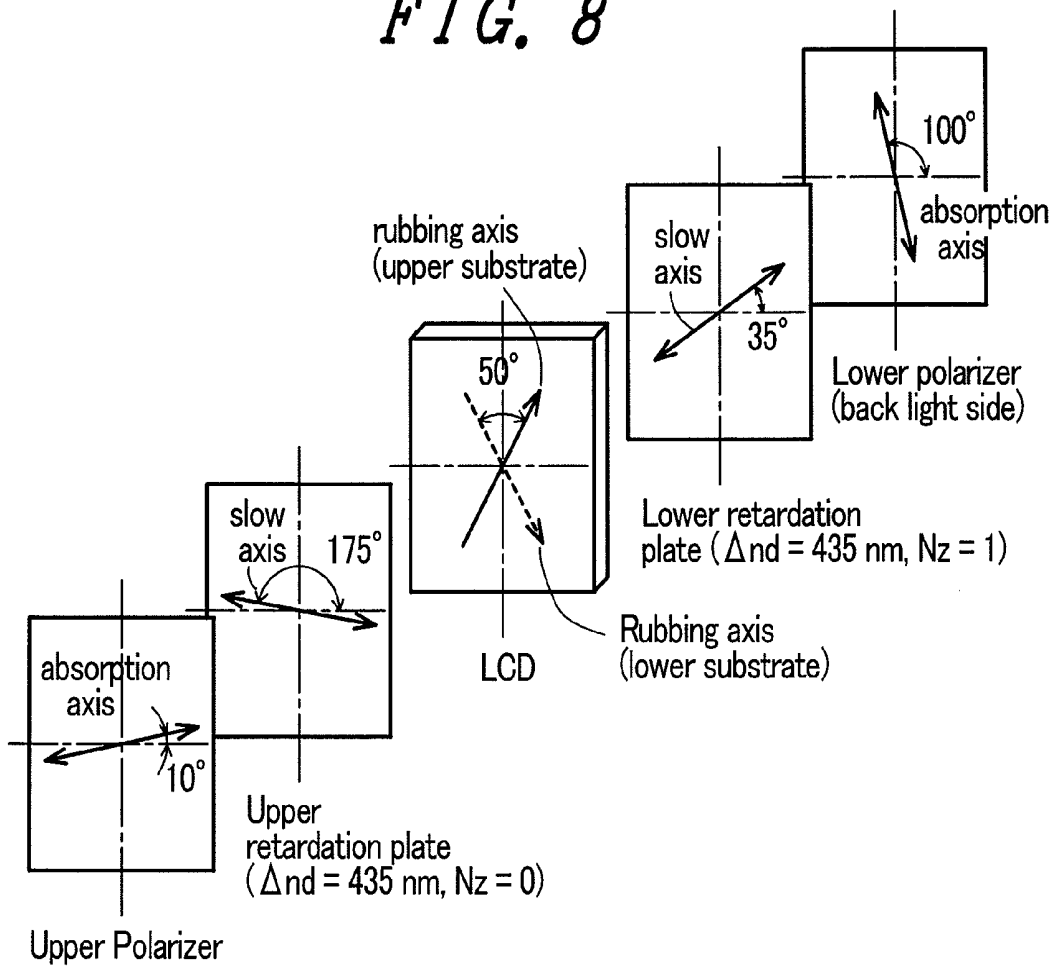 FIG. 8
100°
absorption
axis
Lower polarizer
(back light side)
slow
axis
35°
Lower retardation
plate (Δnd = 435 nm, Nz = 1)
rubbing axis
(upper substrate)
50°
LCD
Rubbing axis
(lower substrate)
slow
axis
175°
Upper
retardation plate
(Δnd = 435 nm, Nz = 0)
absorption
axis
10°
Upper Polarizer